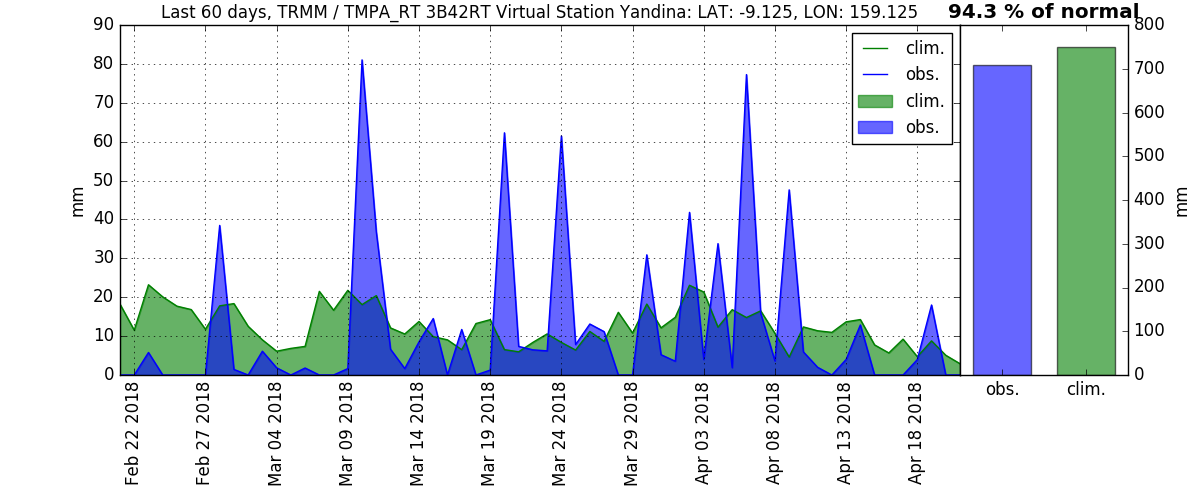 Last 60 days, TRMM / TMPA_RT 3B42RT Virtual Station Yandina: LAT: -9.125, LON: 159.125
94.3 % of normal
90
80
70
60
50
40
30
20
10
0
mm
clim.
obs.
clim.
obs.
Feb 22 2018
Feb 27 2018
Mar 04 2018
Mar 09 2018
Mar 14 2018
Mar 19 2018
Mar 24 2018
Mar 29 2018
Apr 03 2018
Apr 08 2018
Apr 13 2018
Apr 18 2018
800
700
600
500
400
300
200
100
0
mm
obs.
clim.